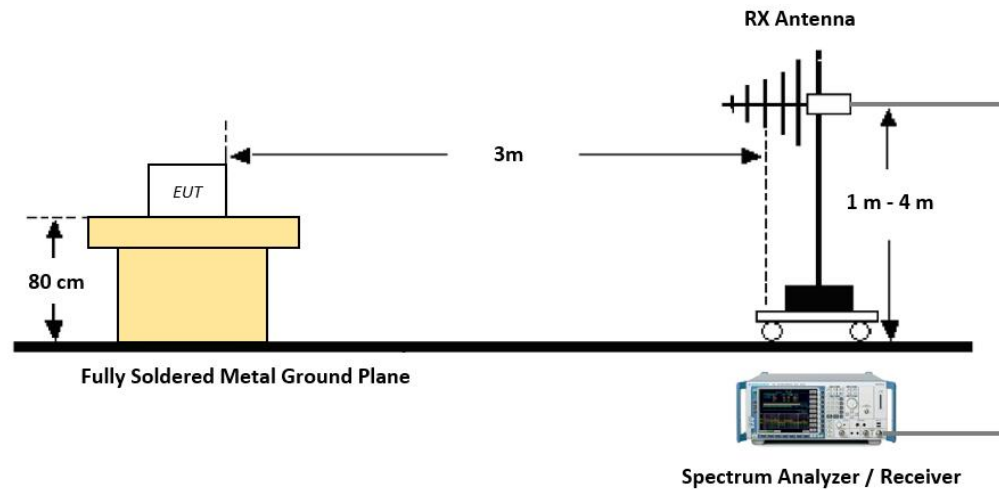 RX Antenna
3m
EUT
1 m - 4 m
80 cm
Fully Soldered Metal Ground Plane
Spectrum Analyzer / Receiver